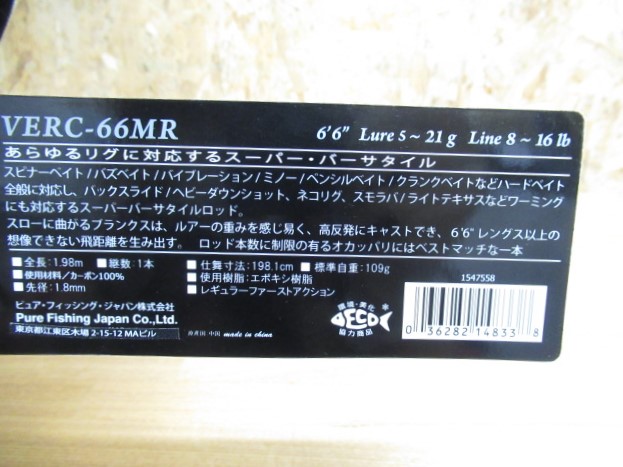 VERC-66MR 6'6" Lure 5~21g Line 8~16 lb
あらゆるリグに対応するスーパー・バーサタイル
スピナーベイト/バズベイト/バイブレーション/ミノー/ペンシルベイト/クランクベイトなどハードベイト
全般に対応し、バックスライド/ヘビーダウンショット、ネコリグ、スモラバ/ライトテキサスなどワーミング
にも対応するスーパーバーサタイルロッド。
スローに曲がるブランクスは、ルアーの重みを感じ易く、高反発にキャストでき、6'6"レングス以上の
想像できない飛距離を生み出す。 ロッド本数に制限の有るオカッパリにはベストマッチな一本
■全長:1.98m ■継数:1本 ■仕舞寸法:198.1cm ■標準自重:109g
■使用材料/カーボン100% ■使用樹脂:エポキシ樹脂
■先径:1.8mm ■レギュラーファーストアクション
1547558
ピュア・フィッシング・ジャパン株式会社
Pure Fishing Japan Co.,Ltd.
東京都江東区木場2-15-12 MAビル
原産国 中国 made in china
環境・美化
DECO
協力商品
0 36282 14833 8